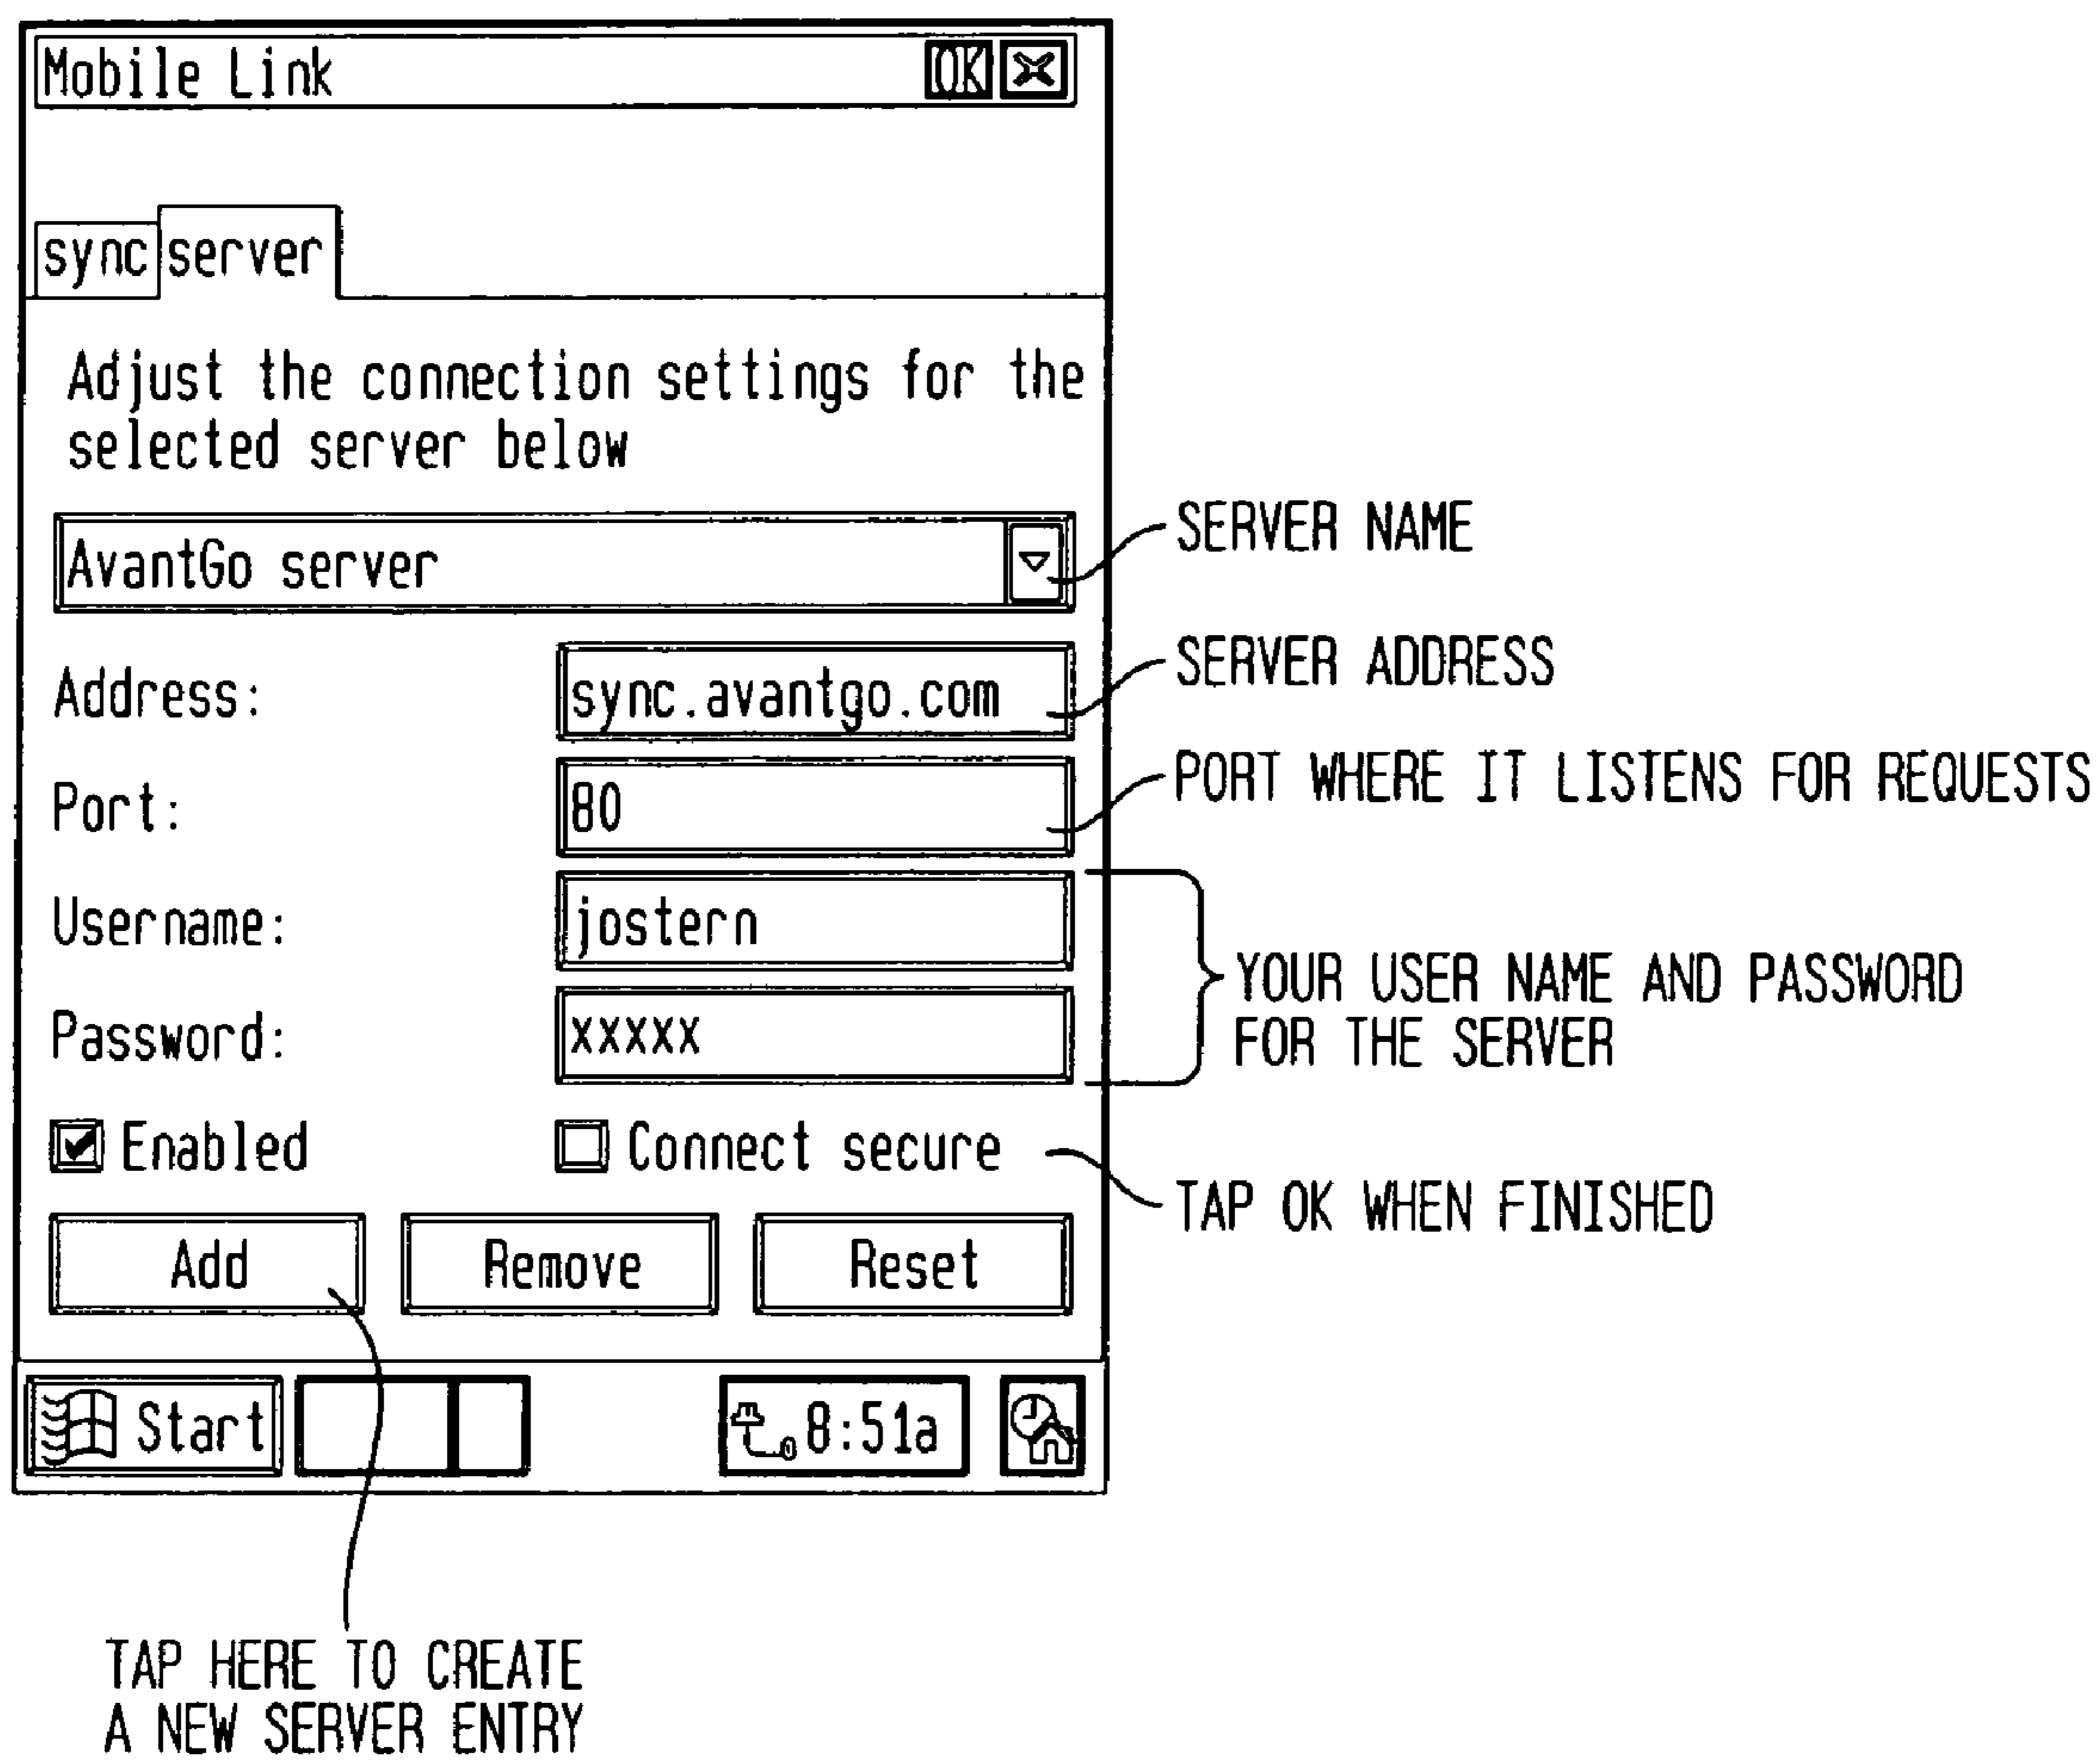 Mobile Link OK
sync server
Adjust the connection settings for the
selected server below
AvantGo server
SERVER NAME
Address: sync.avantgo.com
SERVER ADDRESS
Port: 80
PORT WHERE IT LISTENS FOR REQUESTS
Username: jostern
Password: xxxxx
YOUR USER NAME AND PASSWORD
FOR THE SERVER
Enabled Connect secure
TAP OK WHEN FINISHED
Add Remove Reset
Start 8:51a
TAP HERE TO CREATE
A NEW SERVER ENTRY